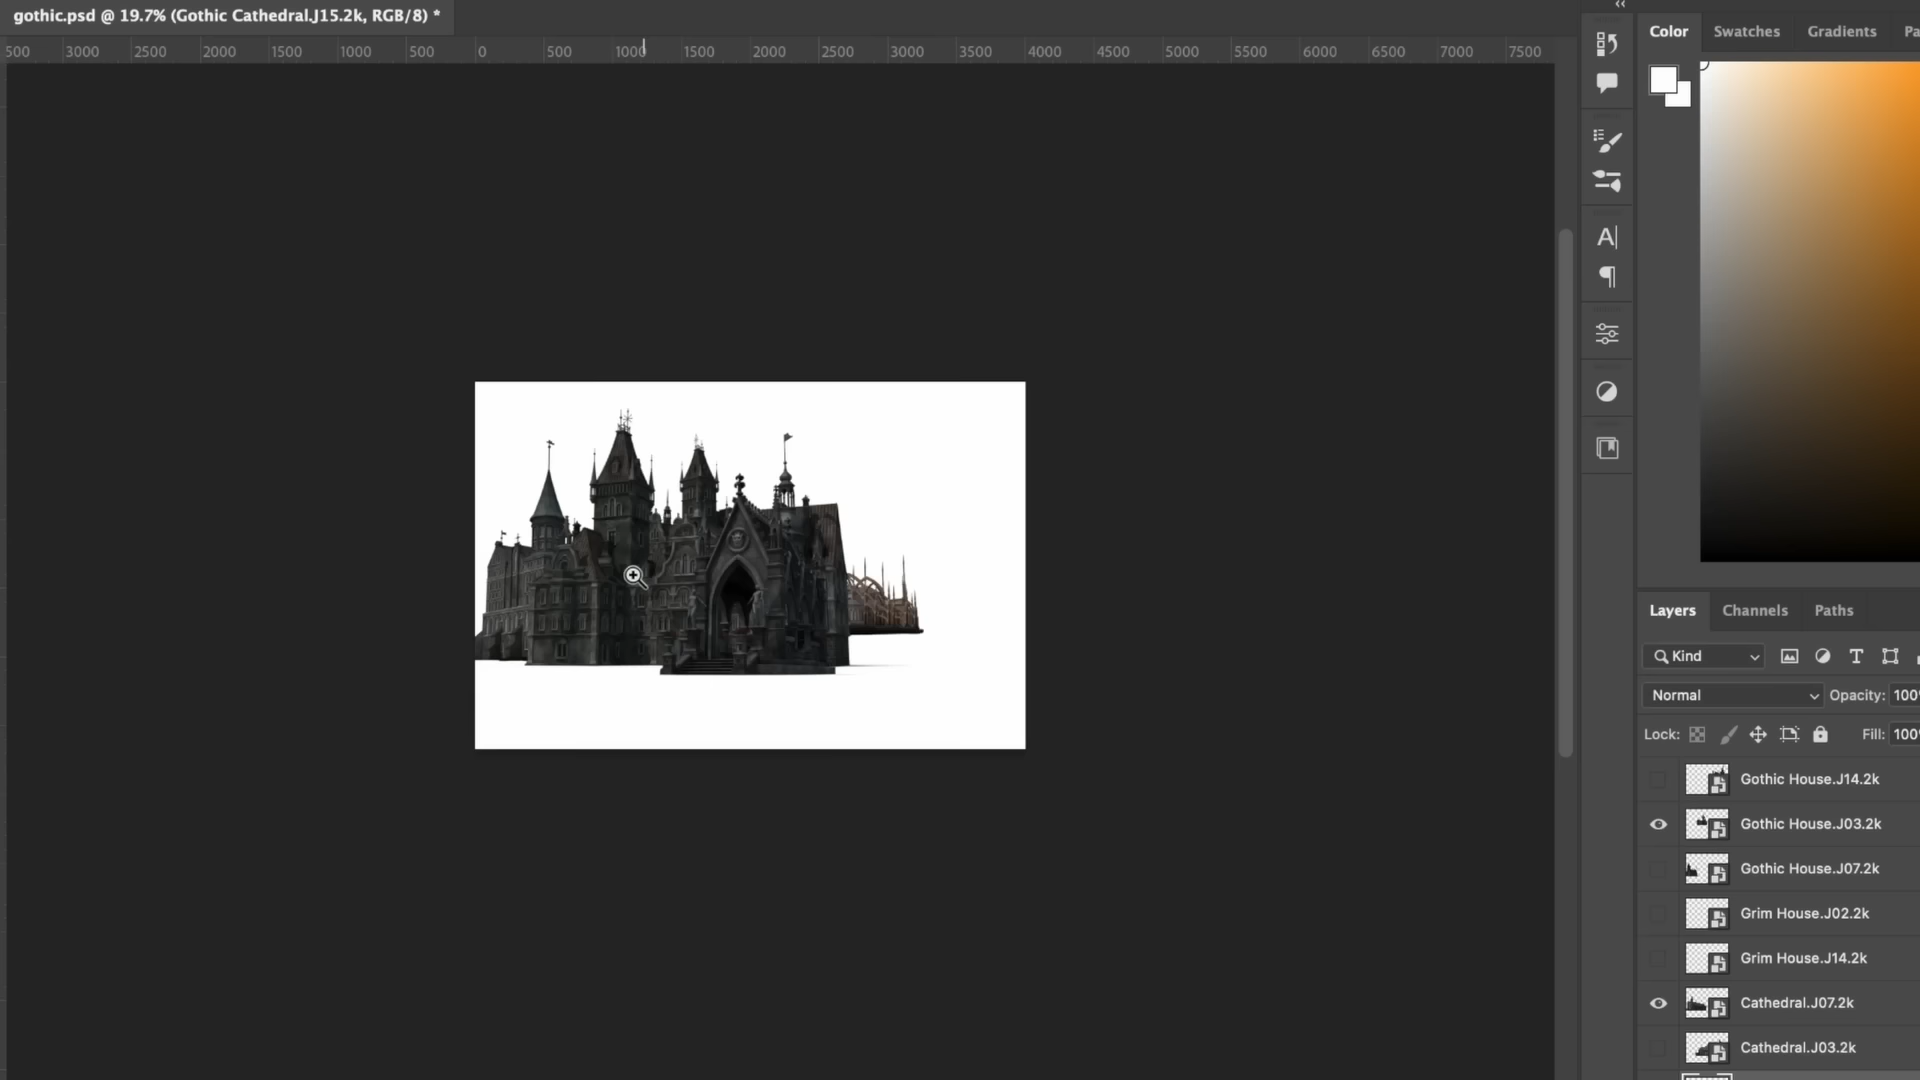 gothic.psd @ 19.7% (Gothic Cathedral.J15.2k, RGB/8) *
500 3000 2500 2000 1500 1000 500 0 500 1000 1500 2000 2500 3000 3500 4000 4500 5000 5500 6000 6500 7000 7500
Color Swatches Gradients Pa
Layers Channels Paths
Kind
Normal Opacity: 100%
Lock: Fill: 100%
Gothic House.J14.2k
Gothic House.J03.2k
Gothic House.J07.2k
Grim House.J02.2k
Grim House.J14.2k
Cathedral.J07.2k
Cathedral.J03.2k